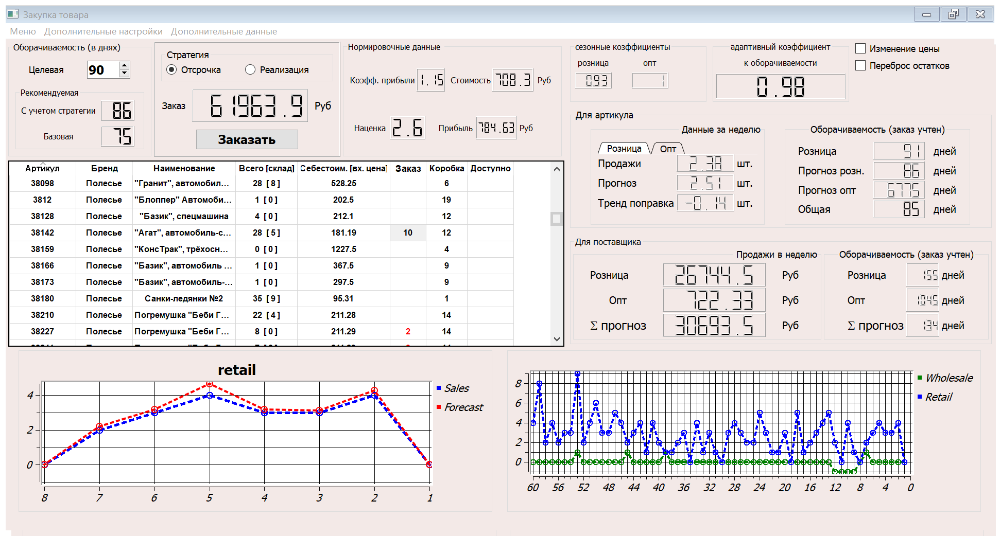 Закупка товара
Меню Дополнительные настройки Дополнительные данные
Оборачиваемость (в днях)
Целевая 90
Рекомендуемая
С учетом стратегии 86
Базовая 75
Стратегия
Отсрочка Реализация
Заказ 61963.9 Руб
Заказать
Нормировочные данные
Коэфф. прибыли 1.15 Стоимость 708.3 Руб
Наценка 2.6 Прибыль 784.63 Руб
сезонные коэффициенты
розница опт
0.93 1
адаптивный коэффициент
к оборачиваемости
0.98
Изменение цены
Переброс остатков
Для артикула
Данные за неделю
Розница Опт
Продажи 2.38 шт.
Прогноз 2.51 шт.
Тренд поправка -0.14 шт.
Оборачиваемость (заказ учтен)
Розница 91 дней
Прогноз розн. 86 дней
Прогноз опт 6775 дней
Общая 85 дней
Артикул Бренд Наименование Всего [склад] Себестоим. [вх. цена] Заказ Коробка Доступно
38098 Полесье "Гранит", автомобил... 28 [ 8 ] 528.25 6
3812 Полесье "Блоппер" Автомоби... 1 [ 0 ] 202.5 19
38128 Полесье "Базик", спецмашина 4 [ 0 ] 212.1 12
38142 Полесье "Агат", автомобиль-с... 28 [ 5 ] 181.19 10 12
38159 Полесье "КонсТрак", трёхосн... 0 [ 0 ] 1227.5 4
38166 Полесье "Базик", автомобиль ... 1 [ 0 ] 367.5 9
38173 Полесье "Базик", автомобиль-... 1 [ 0 ] 297.5 9
38180 Полесье Санки-ледянки №2 35 [ 9 ] 95.31 1
38210 Полесье Погремушка "Беби Г... 22 [ 4 ] 211.28 14
38227 Полесье Погремушка "Беби Г... 8 [ 0 ] 211.29 2 14
Для поставщика
Продажи в неделю
Розница 26744.5 Руб
Опт 722.33 Руб
Σ прогноз 30693.5 Руб
Оборачиваемость (заказ учтен)
Розница 155 дней
Опт 1045 дней
Σ прогноз 134 дней
retail
4
2
0
8 7 6 5 4 3 2 1
Sales
Forecast
8
6
4
2
0
60 56 52 48 44 40 36 32 28 24 20 16 12 8 4 0
Wholesale
Retail